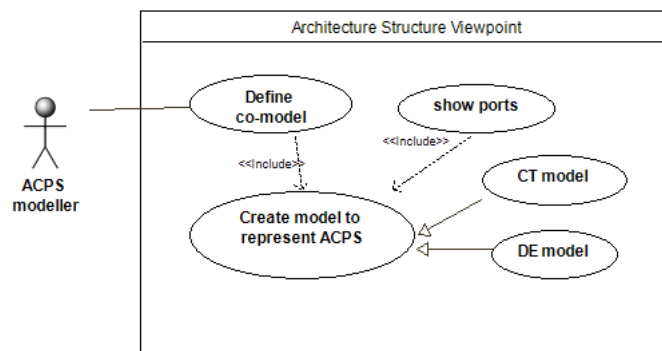 Architecture Structure Viewpoint
Define
co-model
show ports
<<Include>>
<<Include>>
ACPS
modeller
CT model
Create model to
represent ACPS
DE model